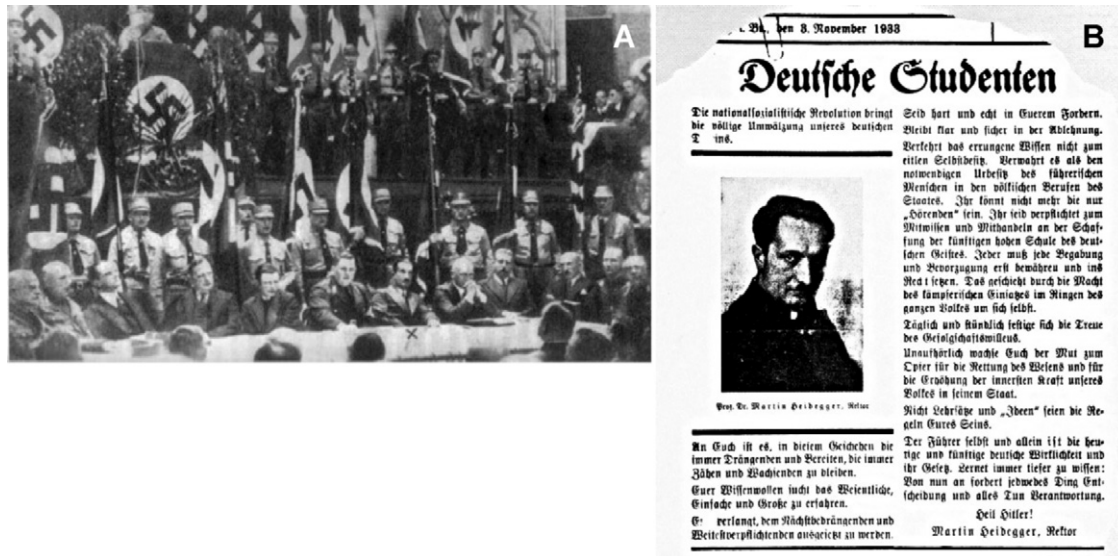 A
B
den 3. November 1933
Deutsche Studenten
Die nationalsozialistische Revolution bringt
die völlige Umwälzung unseres deutschen
ins.
Prof. Dr. Martin Heidegger, Rektor
An Euch ist es, in diesem Geschehen die
immer Drängenden und Bereiten, die immer
Zähen und Wachsenden zu bleiben.
Euer Wissenwollen sucht das Wesentliche,
Einfache und Große zu erfahren.
verlangt, dem Nächstbedrängenden und
Weitestverpflichtenden ausgesetzt zu werden.
Seid hart und echt in Euerem Fordern.
Bleibt klar und sicher in der Ablehnung.
Verkehrt das errungene Wissen nicht zum
eitlen Selbstbesitz. Verwahrt es als den
notwendigen Urbesitz des führerischen
Menschen in den völkischen Berufen des
Staates. Ihr könnt nicht mehr die nur
„Hörenden“ sein. Ihr seid verpflichtet zum
Mitwissen und Mithandeln an der Schaf-
fung der künftigen hohen Schule des deut-
schen Geistes. Jeder muß jede Begabung
und Bevorzugung erst bewähren und ins
setzen. Das geschieht durch die Macht
des kämpferischen Einsatzes im Ringen des
ganzen Volkes um sich selbst.
Täglich und stündlich festige sich die Treue
des Gefolgschaftswillens.
Unaufhörlich wachse Euch der Mut zum
Opfer für die Rettung des Wesens und für
die Erhöhung der innersten Kraft unseres
Volkes in seinem Staat.
Nicht Lehrsätze und „Ideen“ seien die Re-
geln Eures Seins.
Der Führer selbst und allein ist die heu-
tige und künftige deutsche Wirklichkeit und
ihr Gesetz. Lernet immer tiefer zu wissen:
Von nun an fordert jedwedes Ding Ent-
scheidung und alles Tun Verantwortung.
Heil Hitler!
Martin Heidegger, Rektor